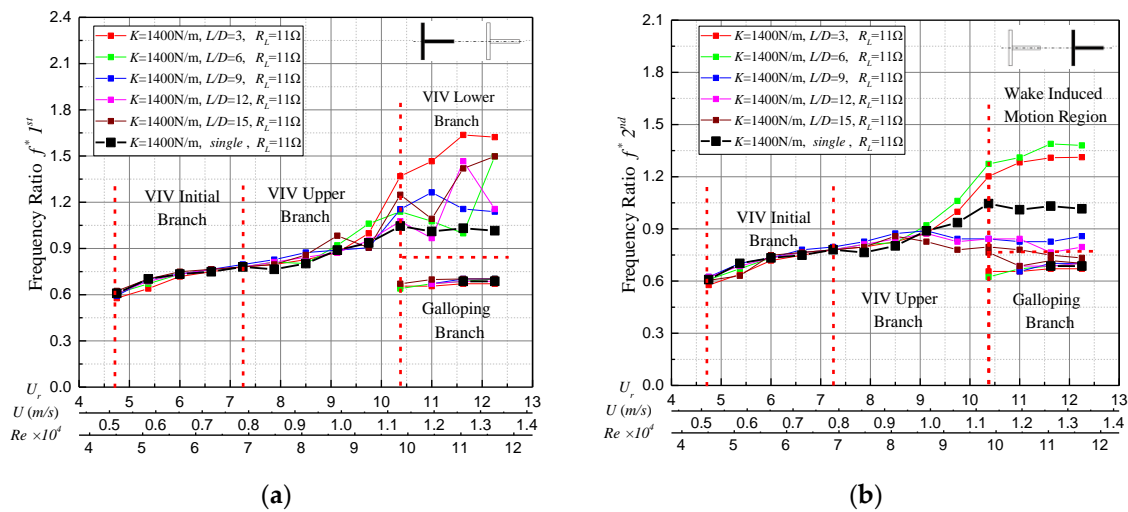 2.4
2.1
1.8
1.5
1.2
0.9
0.6
0.3
0.0
Frequency Ratio f* 1st
K=1400N/m, L/D=3, RL=11Ω
K=1400N/m, L/D=6, RL=11Ω
K=1400N/m, L/D=9, RL=11Ω
K=1400N/m, L/D=12, RL=11Ω
K=1400N/m, L/D=15, RL=11Ω
K=1400N/m, single, RL=11Ω
VIV Lower
Branch
VIV Initial
Branch
VIV Upper
Branch
Galloping
Branch
Ur 4 5 6 7 8 9 10 11 12 13
U (m/s) 0.5 0.6 0.7 0.8 0.9 1.0 1.1 1.2 1.3
Re ×10⁴ 4 5 6 7 8 9 10 11 12
(a)
2.1
1.8
1.5
1.2
0.9
0.6
0.3
0.0
Frequency Ratio f* 2nd
K=1400N/m, L/D=3, RL=11Ω
K=1400N/m, L/D=6, RL=11Ω
K=1400N/m, L/D=9, RL=11Ω
K=1400N/m, L/D=12, RL=11Ω
K=1400N/m, L/D=15, RL=11Ω
K=1400N/m, single, RL=11Ω
Wake Induced
Motion Region
VIV Initial
Branch
VIV Upper
Branch
Galloping
Branch
Ur 4 5 6 7 8 9 10 11 12 13
U (m/s) 0.4 0.5 0.6 0.7 0.8 0.9 1.0 1.1 1.2 1.3 1.4
Re ×10⁴ 4 5 6 7 8 9 10 11 12
(b)